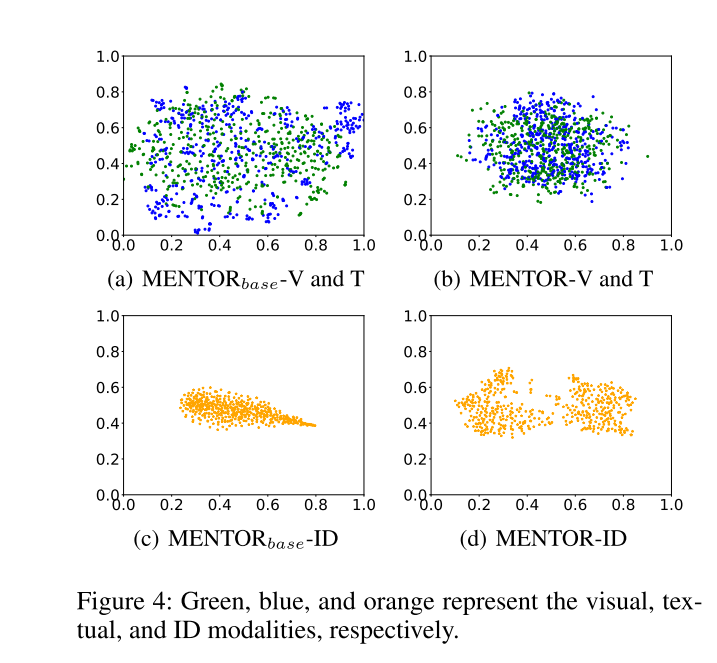 1.0 1.0
0.8 0.8
0.6 0.6
0.4 0.4
0.2 0.2
0.0 0.0
0.0 0.2 0.4 0.6 0.8 1.0 0.0 0.2 0.4 0.6 0.8 1.0
(a) MENTOR_base-V and T (b) MENTOR-V and T
1.0 1.0
0.8 0.8
0.6 0.6
0.4 0.4
0.2 0.2
0.0 0.0
0.0 0.2 0.4 0.6 0.8 1.0 0.0 0.2 0.4 0.6 0.8 1.0
(c) MENTOR_base-ID (d) MENTOR-ID
Figure 4: Green, blue, and orange represent the visual, tex-
tual, and ID modalities, respectively.